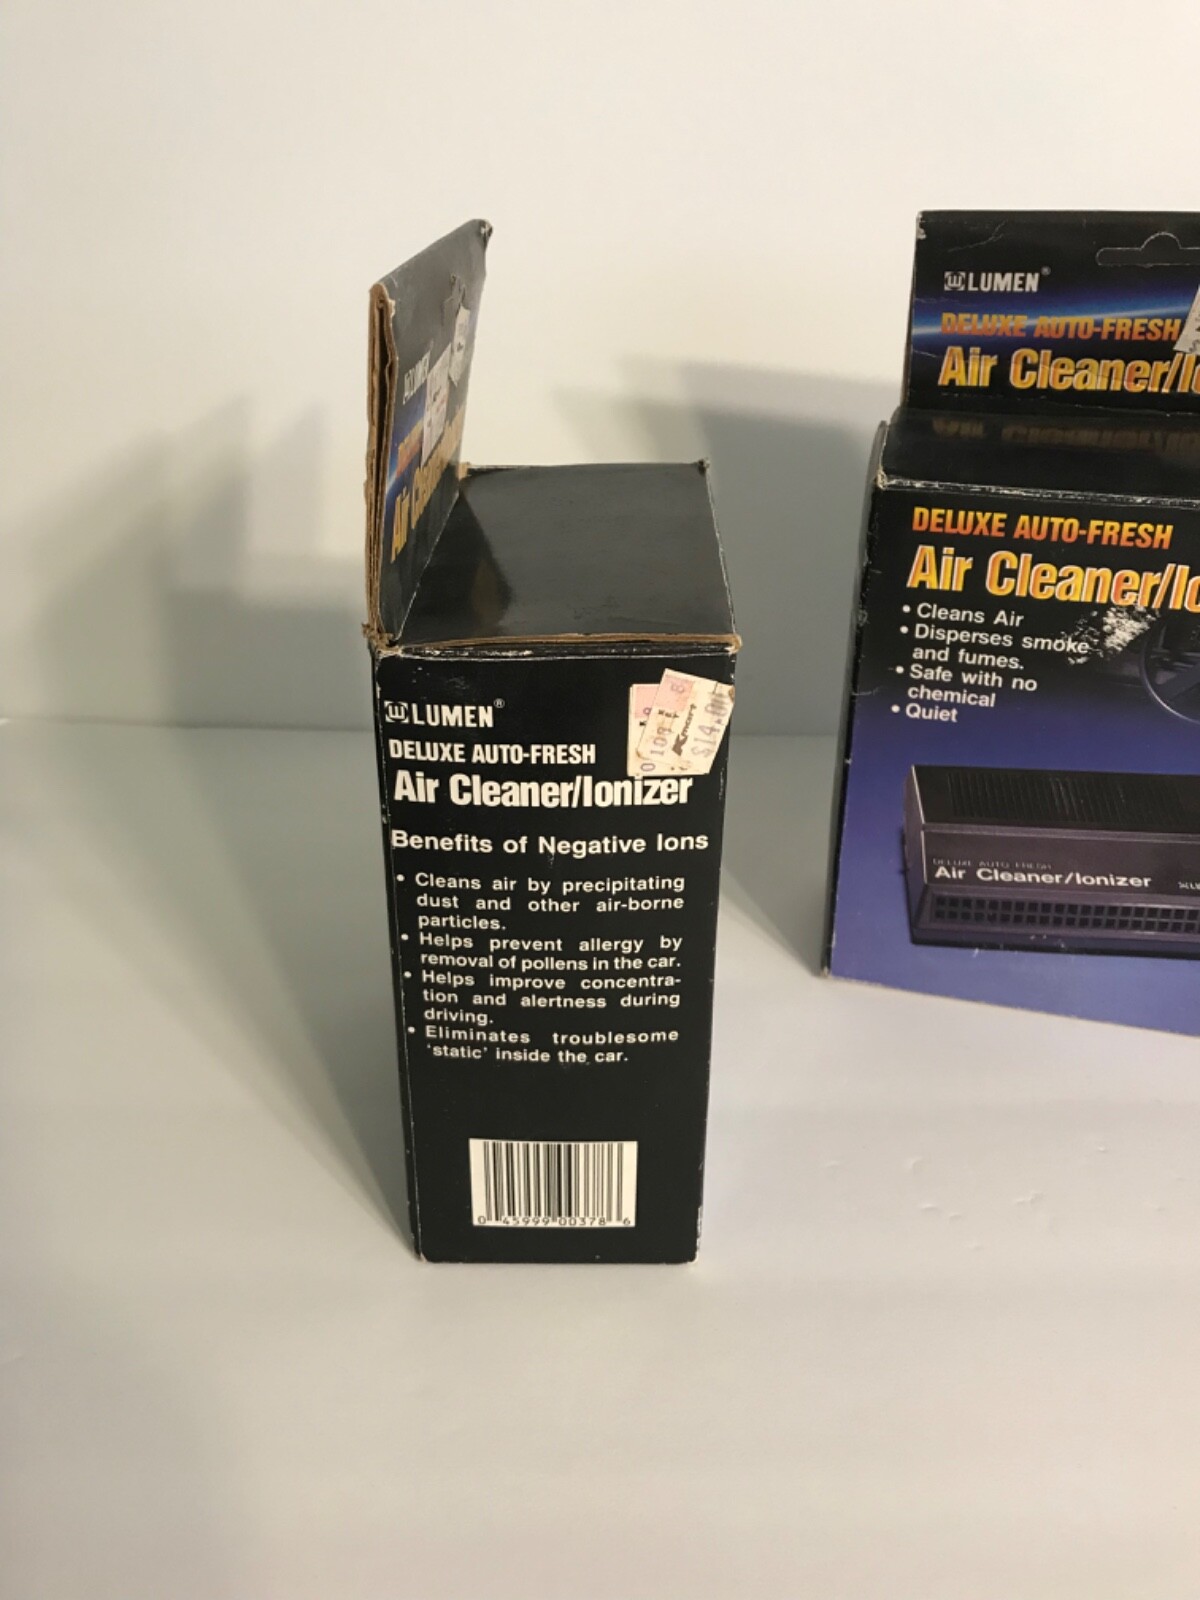 LUMEN®
DELUXE AUTO-FRESH
Air Cleaner/Ionizer
Benefits of Negative Ions
• Cleans air by precipitating
dust and other air-borne
particles.
• Helps prevent allergy by
removal of pollens in the car.
• Helps improve concentra-
tion and alertness during
driving.
• Eliminates troublesome
'static' inside the car.
0 45999 00378 6
Kmart
LUMEN
Air
LUMEN®
DELUXE AUTO-FRESH
Air Cleaner/
DELUXE AUTO-FRESH
Air Cleaner/
• Cleans Air
• Disperses smoke
and fumes.
• Safe with no
chemical
• Quiet
DELUXE AUTO FRESH
Air Cleaner/Ionizer